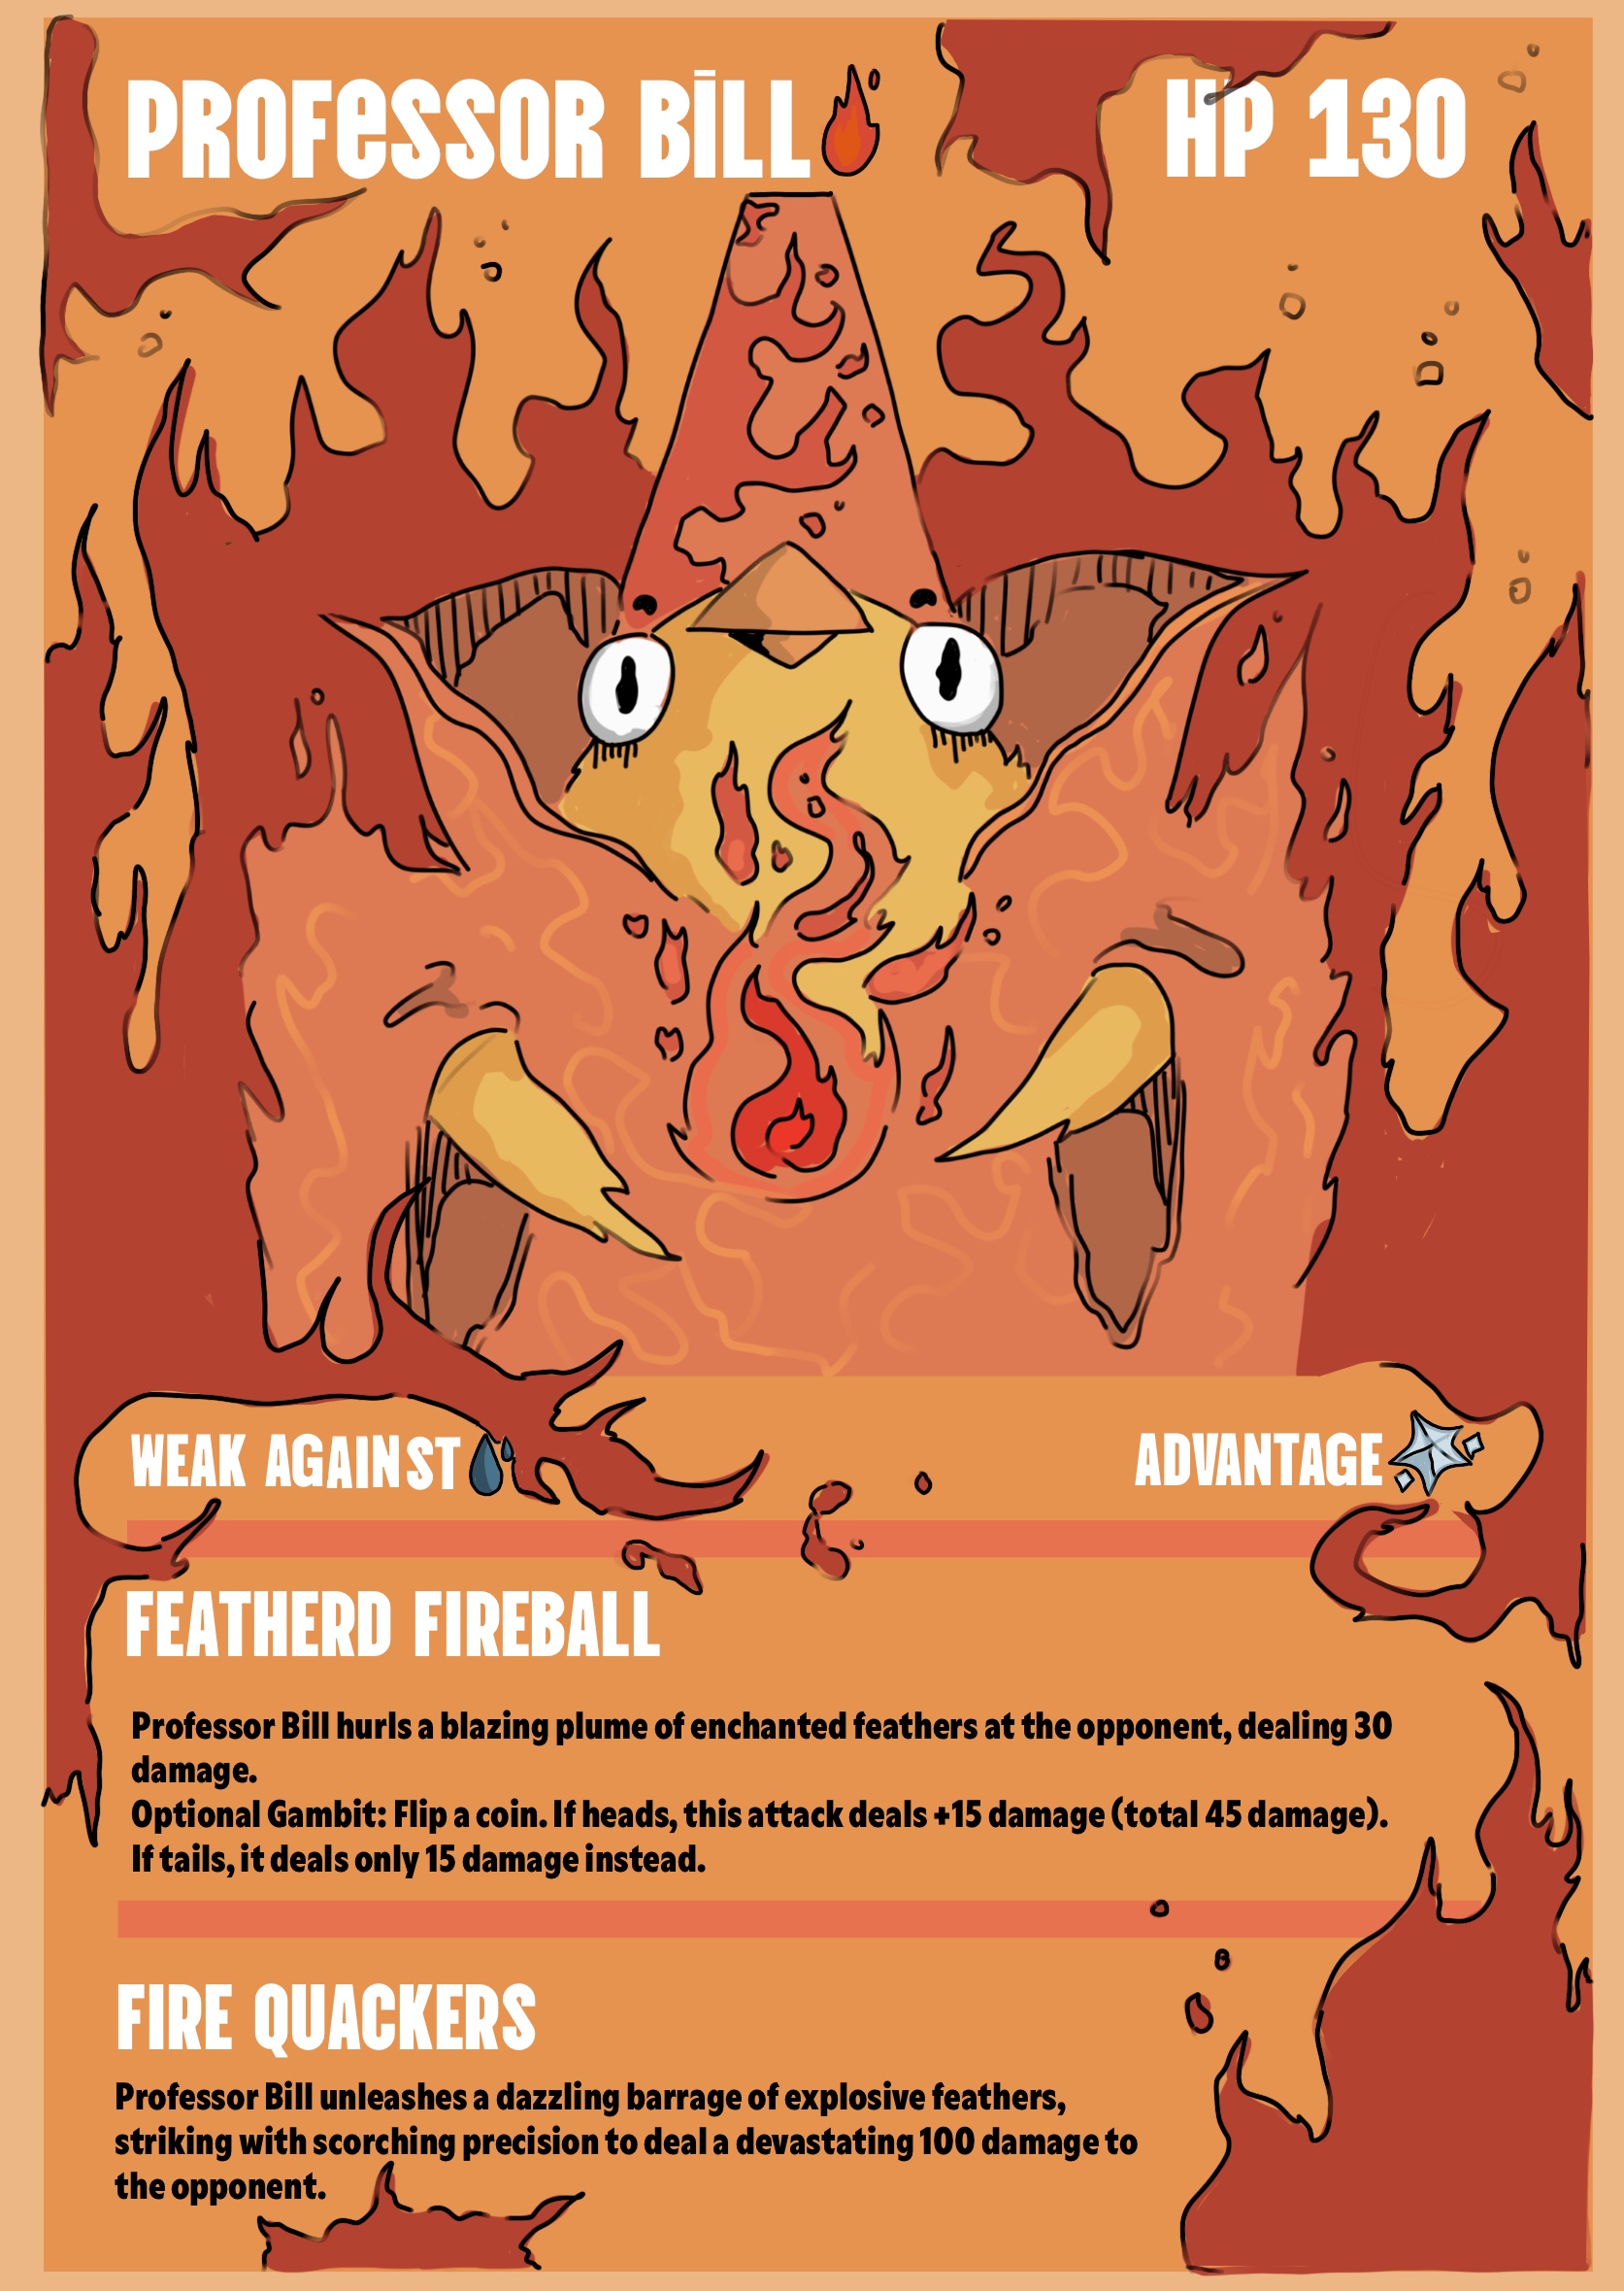 PROFESSOR BĪLL HP 130
WEAK AGAINST ADVANTAGE
FEATHERD FIREBALL
Professor Bill hurls a blazing plume of enchanted feathers at the opponent, dealing 30
damage.
Optional Gambit: Flip a coin. If heads, this attack deals +15 damage (total 45 damage).
If tails, it deals only 15 damage instead.
FIRE QUACKERS
Professor Bill unleashes a dazzling barrage of explosive feathers,
striking with scorching precision to deal a devastating 100 damage to
the opponent.